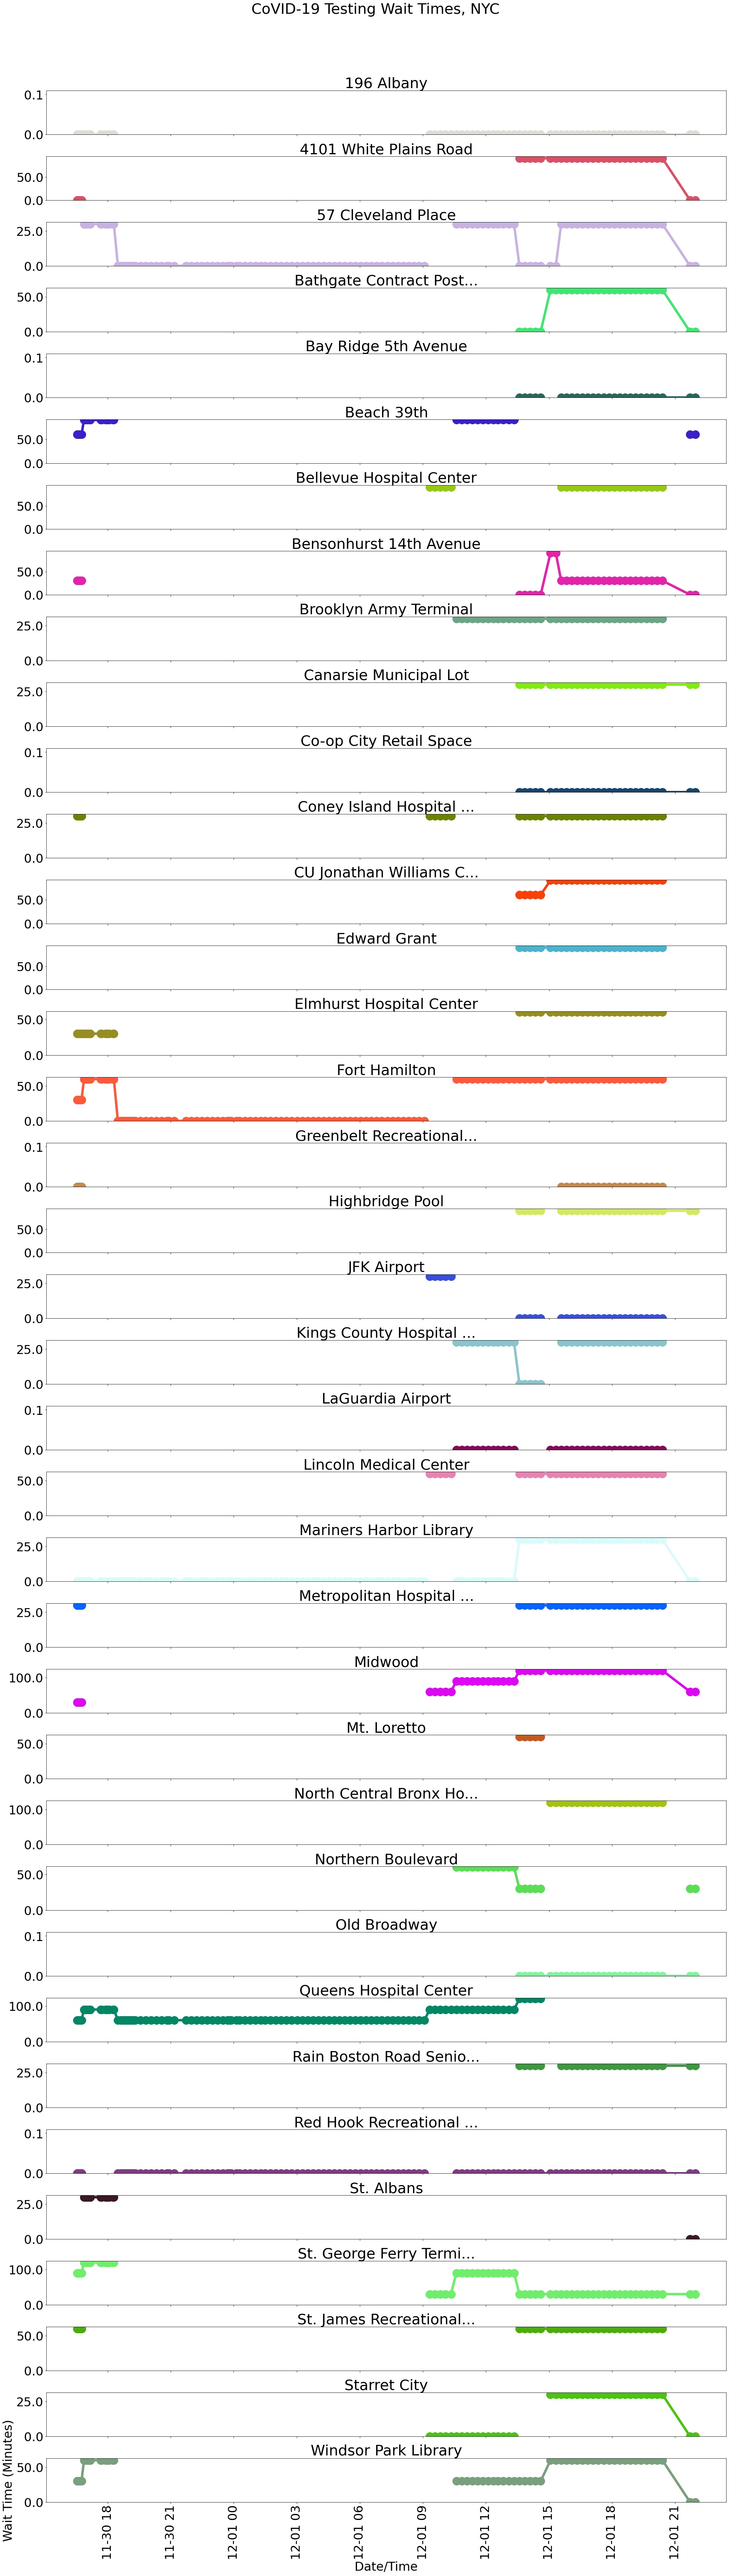 CoVID-19 Testing Wait Times, NYC
196 Albany
0.1
0.0
4101 White Plains Road
50.0
0.0
57 Cleveland Place
25.0
0.0
Bathgate Contract Post...
50.0
0.0
Bay Ridge 5th Avenue
0.1
0.0
Beach 39th
50.0
0.0
Bellevue Hospital Center
50.0
0.0
Bensonhurst 14th Avenue
50.0
0.0
Brooklyn Army Terminal
25.0
0.0
Canarsie Municipal Lot
25.0
0.0
Co-op City Retail Space
0.1
0.0
Coney Island Hospital ...
25.0
0.0
CU Jonathan Williams C...
50.0
0.0
Edward Grant
50.0
0.0
Elmhurst Hospital Center
50.0
0.0
Fort Hamilton
50.0
0.0
Greenbelt Recreational...
0.1
0.0
Highbridge Pool
50.0
0.0
JFK Airport
25.0
0.0
Kings County Hospital ...
25.0
0.0
LaGuardia Airport
0.1
0.0
Lincoln Medical Center
50.0
0.0
Mariners Harbor Library
25.0
0.0
Metropolitan Hospital ...
25.0
0.0
Midwood
100.0
0.0
Mt. Loretto
50.0
0.0
North Central Bronx Ho...
100.0
0.0
Northern Boulevard
50.0
0.0
Old Broadway
0.1
0.0
Queens Hospital Center
100.0
0.0
Rain Boston Road Senio...
25.0
0.0
Red Hook Recreational ...
0.1
0.0
St. Albans
25.0
0.0
St. George Ferry Termi...
100.0
0.0
St. James Recreational...
50.0
0.0
Starret City
25.0
0.0
Windsor Park Library
50.0
0.0
Wait Time (Minutes)
11-30 18
11-30 21
12-01 00
12-01 03
12-01 06
12-01 09
12-01 12
12-01 15
12-01 18
12-01 21
Date/Time